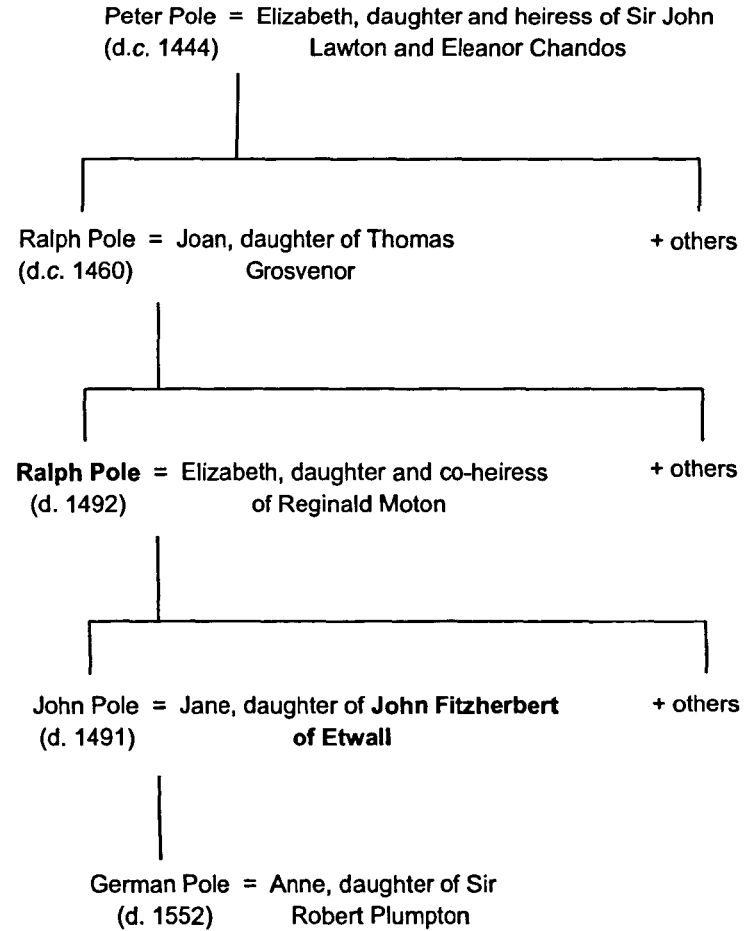 Peter Pole = Elizabeth, daughter and heiress of Sir John
(d.c. 1444) Lawton and Eleanor Chandos
Ralph Pole = Joan, daughter of Thomas + others
(d.c. 1460) Grosvenor
Ralph Pole = Elizabeth, daughter and co-heiress + others
(d. 1492) of Reginald Moton
John Pole = Jane, daughter of John Fitzherbert + others
(d. 1491) of Etwall
German Pole = Anne, daughter of Sir
(d. 1552) Robert Plumpton